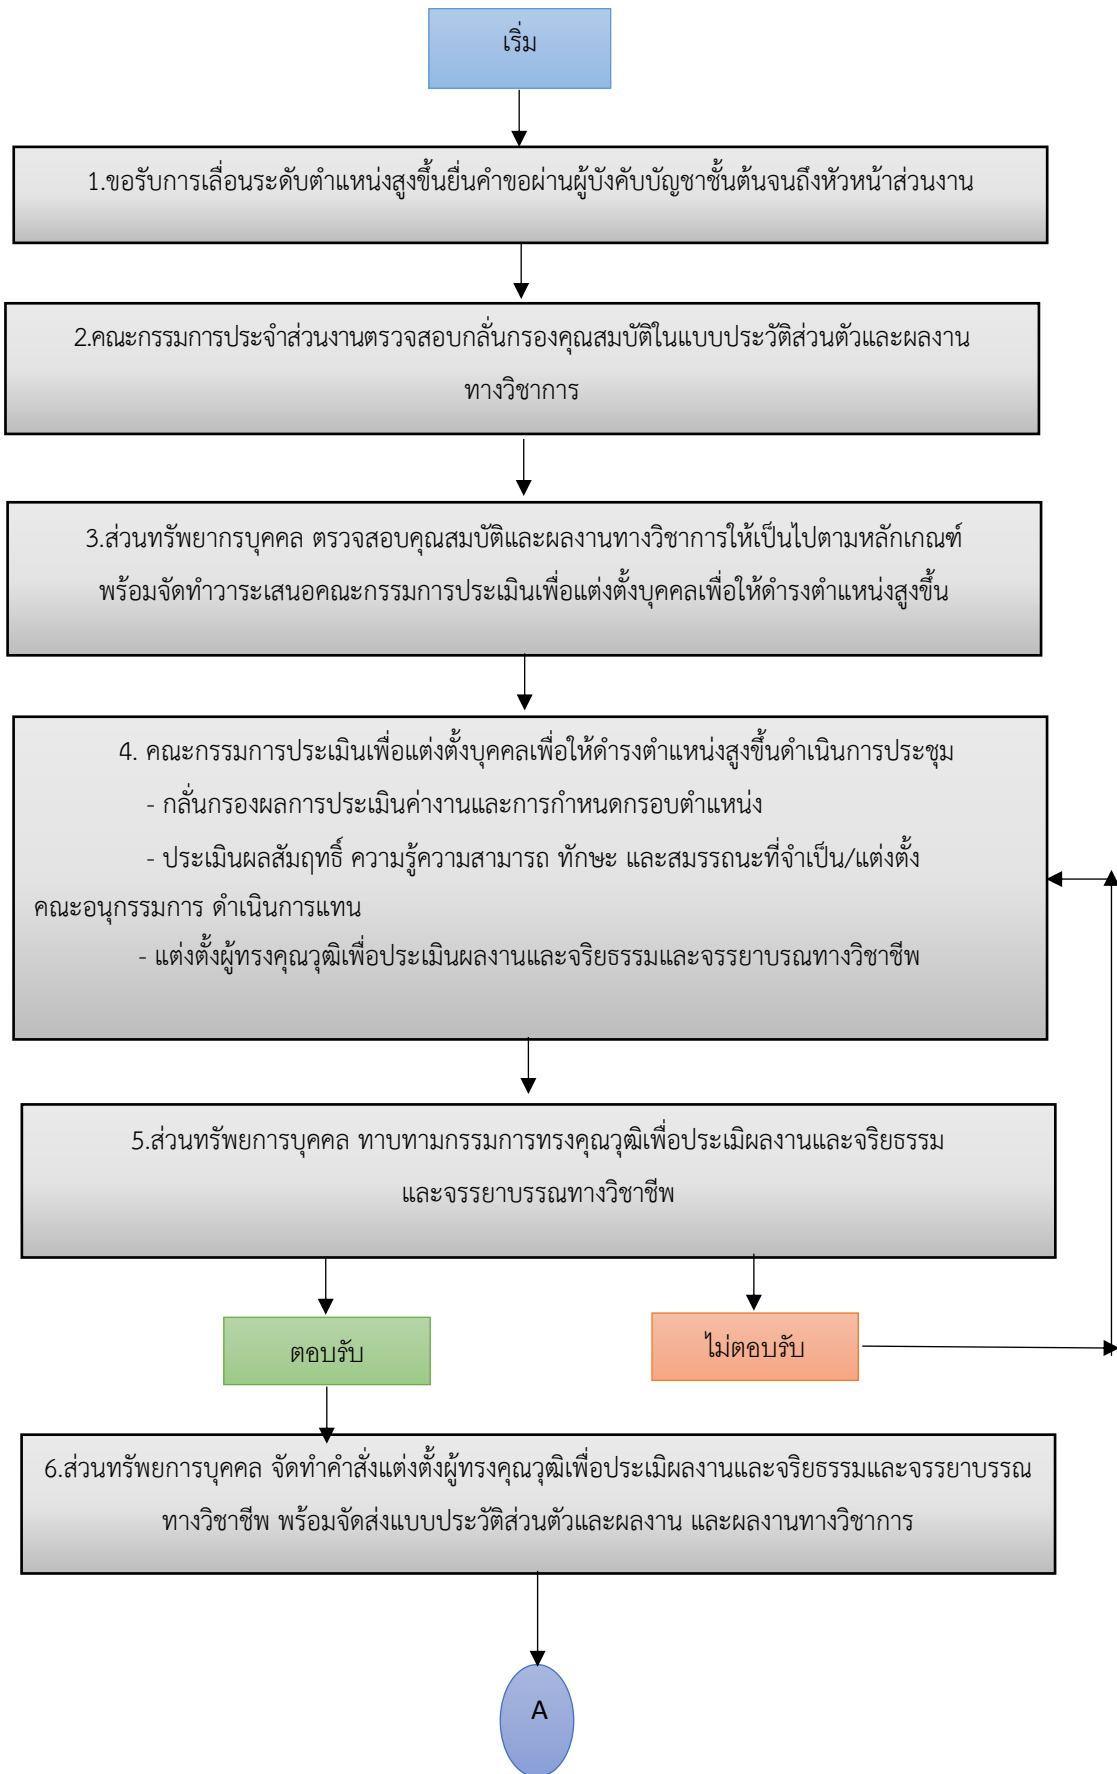 เริ่ม
1.ขอรับการเลื่อนระดับตำแหน่งสูงขึ้นยื่นคำขอผ่านผู้บังคับบัญชาชั้นต้นจนถึงหัวหน้าส่วนงาน
2.คณะกรรมการประจำส่วนงานตรวจสอบกลั่นกรองคุณสมบัติในแบบประวัติส่วนตัวและผลงาน
ทางวิชาการ
3.ส่วนทรัพยากรบุคคล ตรวจสอบคุณสมบัติและผลงานทางวิชาการให้เป็นไปตามหลักเกณฑ์
พร้อมจัดทำวาระเสนอคณะกรรมการประเมินเพื่อแต่งตั้งบุคคลเพื่อให้ดำรงตำแหน่งสูงขึ้น
4. คณะกรรมการประเมินเพื่อแต่งตั้งบุคคลเพื่อให้ดำรงตำแหน่งสูงขึ้นดำเนินการประชุม
- กลั่นกรองผลการประเมินค่างานและการกำหนดกรอบตำแหน่ง
- ประเมินผลสัมฤทธิ์ ความรู้ความสามารถ ทักษะ และสมรรถนะที่จำเป็น/แต่งตั้ง
คณะอนุกรรมการ ดำเนินการแทน
- แต่งตั้งผู้ทรงคุณวุฒิเพื่อประเมินผลงานและจริยธรรมและจรรยาบรณทางวิชาชีพ
5.ส่วนทรัพยการบุคคล ทาบทามกรรมการทรงคุณวุฒิเพื่อประเมิผลงานและจริยธรรม
และจรรยาบรรณทางวิชาชีพ
ตอบรับ
ไม่ตอบรับ
6.ส่วนทรัพยการบุคคล จัดทำคำสั่งแต่งตั้งผู้ทรงคุณวุฒิเพื่อประเมิผลงานและจริยธรรมและจรรยาบรรณ
ทางวิชาชีพ พร้อมจัดส่งแบบประวัติส่วนตัวและผลงาน และผลงานทางวิชาการ
A